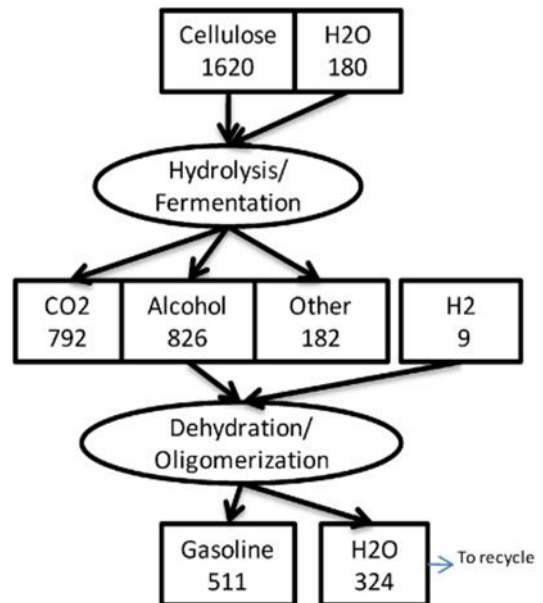 Cellulose
1620
H2O
180
Hydrolysis/
Fermentation
CO2
792
Alcohol
826
Other
182
H2
9
Dehydration/
Oligomerization
Gasoline
511
H2O
324
To recycle